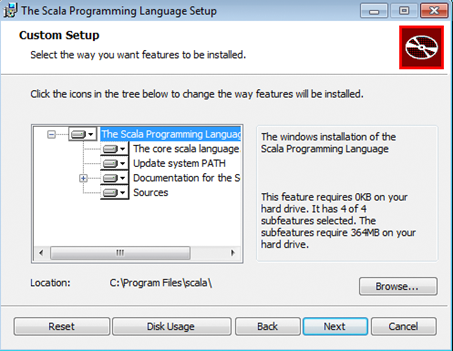 The Scala Programming Language Setup
Custom Setup
Select the way you want features to be installed.
Click the icons in the tree below to change the way features will be installed.
The Scala Programming Languag
The core scala language
Update system PATH
Documentation for the S
Sources
The windows installation of the
Scala Programming Language
This feature requires 0KB on your
hard drive. It has 4 of 4
subfeatures selected. The
subfeatures require 364MB on your
hard drive.
Location:
C:\Program Files\scala\
Browse...
Reset
Disk Usage
Back
Next
Cancel